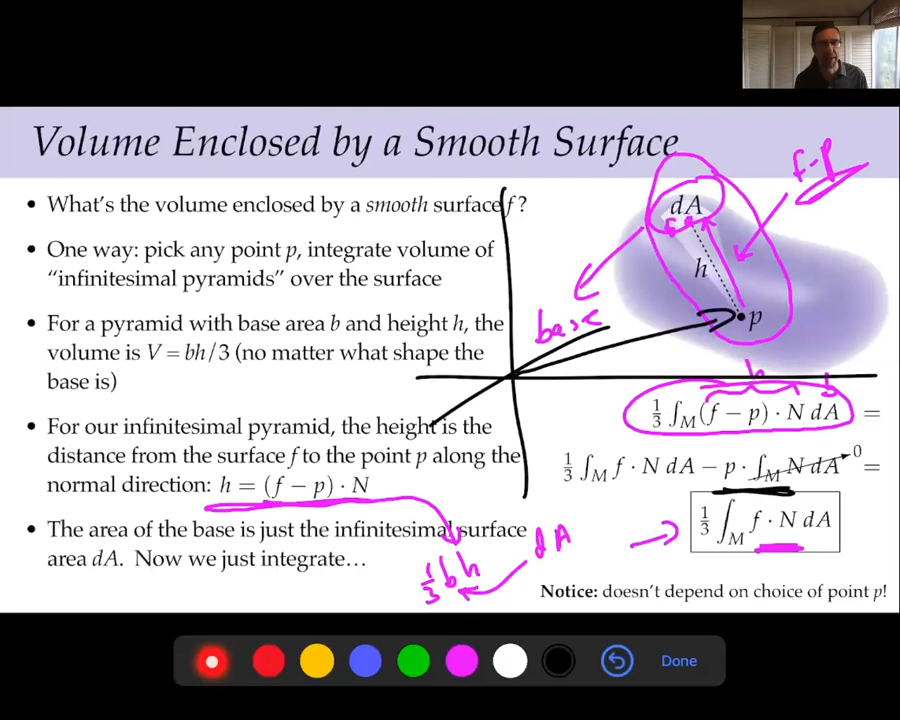 Volume Enclosed by a Smooth Surface
• What's the volume enclosed by a smooth surface f?
• One way: pick any point p, integrate volume of
"infinitesimal pyramids" over the surface
• For a pyramid with base area b and height h, the
volume is V = bh/3 (no matter what shape the
base is)
• For our infinitesimal pyramid, the height is the
distance from the surface f to the point p along the
normal direction: h = (f − p) · N
• The area of the base is just the infinitesimal surface
area dA. Now we just integrate…
1/3 bh
dA
f-p
dA
h
p
base
h
b
1/3 ∫_M (f − p) · N dA =
1/3 ∫_M f · N dA − p · ∫_M N dA 0 =
1/3 ∫_M f · N dA
Notice: doesn't depend on choice of point p!
Done